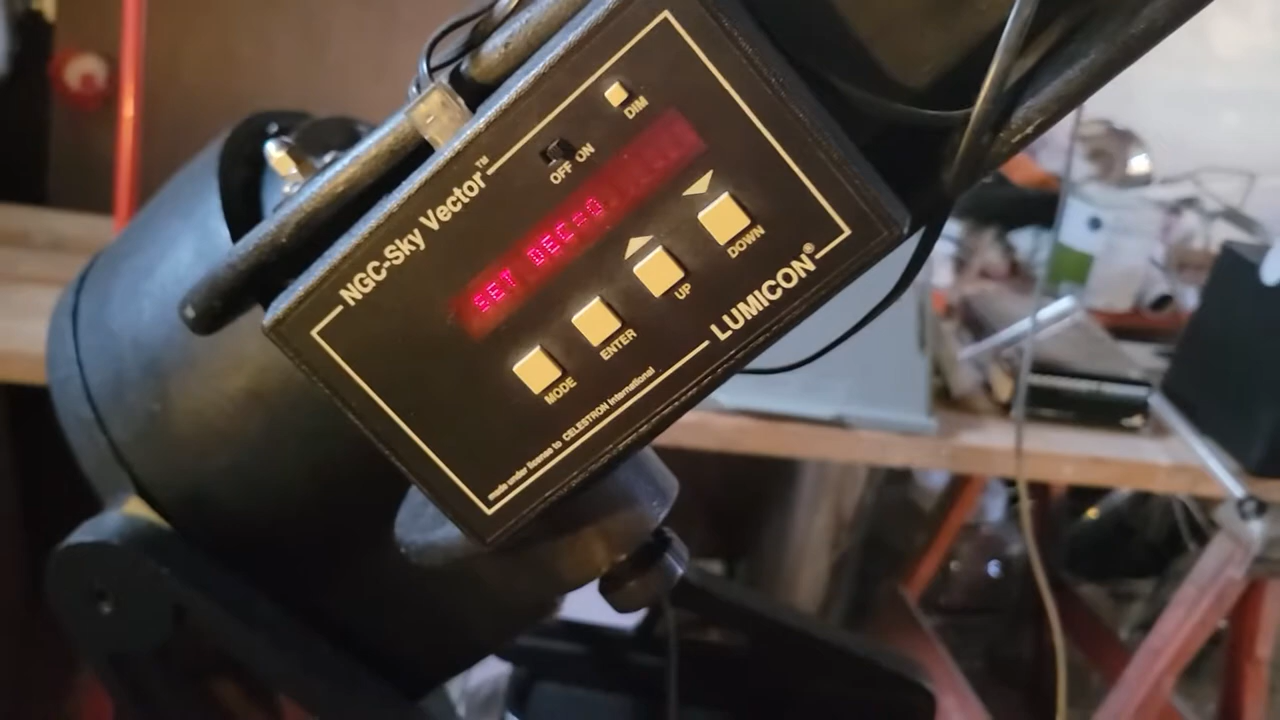 DIM
OFF ON
NGC-Sky Vector™
SET DEC=0
DOWN
UP
ENTER
MODE
LUMICON®
made under license to CELESTRON International